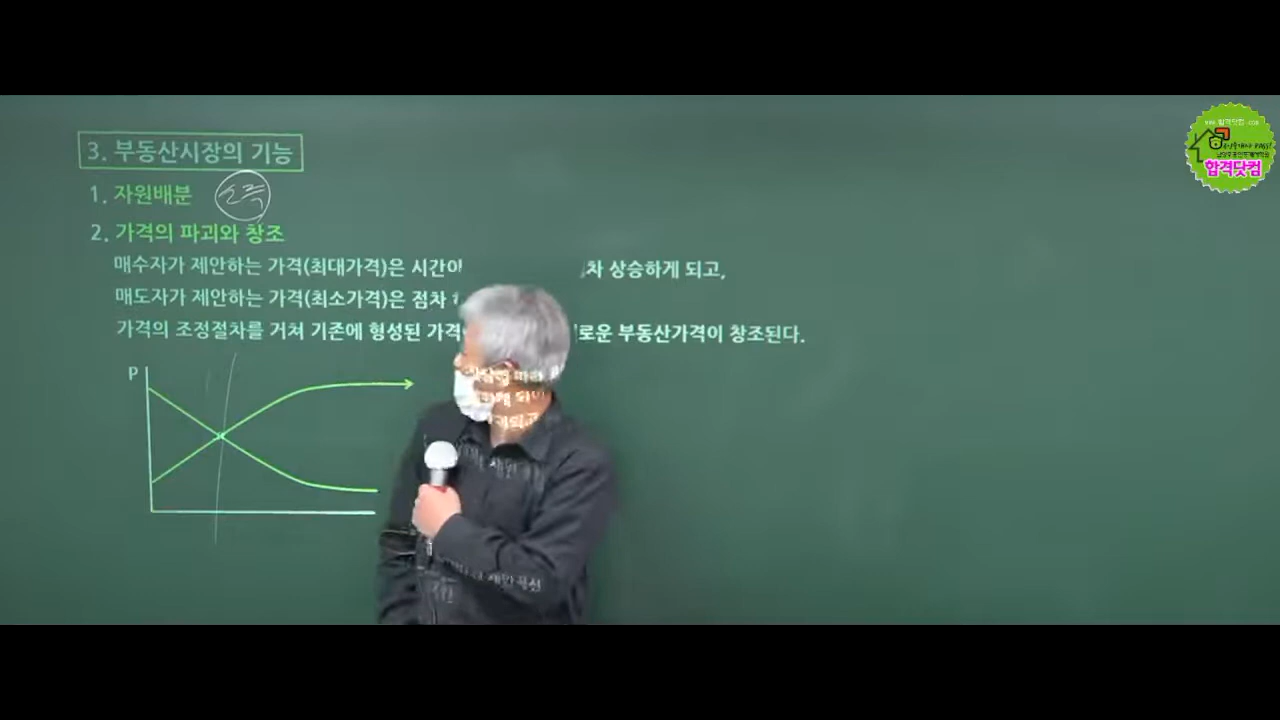 3. 부동산시장의 기능
1. 자원배분
2. 가격의 파괴와 창조
매수자가 제안하는 가격(최대가격)은 시간이 차 상승하게 되고,
매도자가 제안하는 가격(최소가격)은 점차
가격의 조정절차를 거쳐 기존에 형성된 가격 로운 부동산가격이 창조된다.
P
합격닷컴